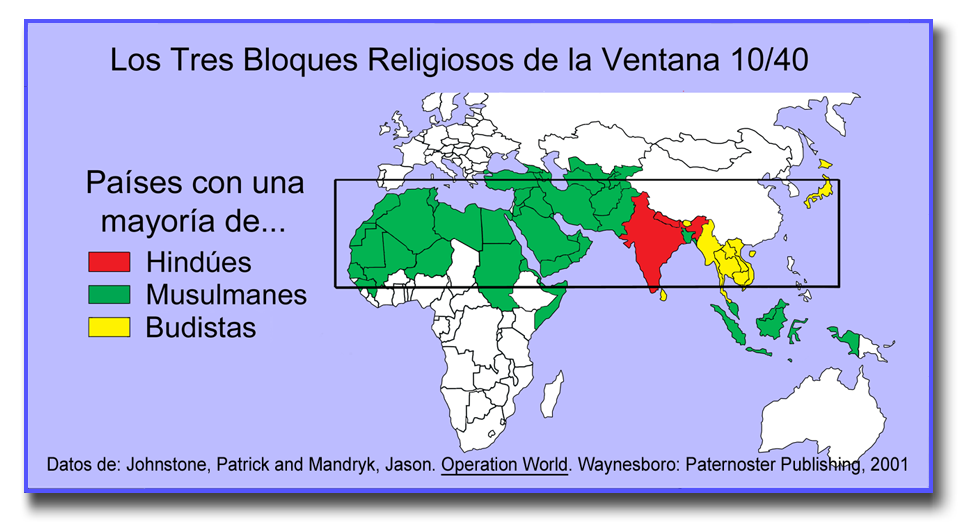 Los Tres Bloques Religiosos de la Ventana 10/40
Países con una
mayoría de...
Hindúes
Musulmanes
Budistas
Datos de: Johnstone, Patrick and Mandryk, Jason. Operation World. Waynesboro: Paternoster Publishing, 2001